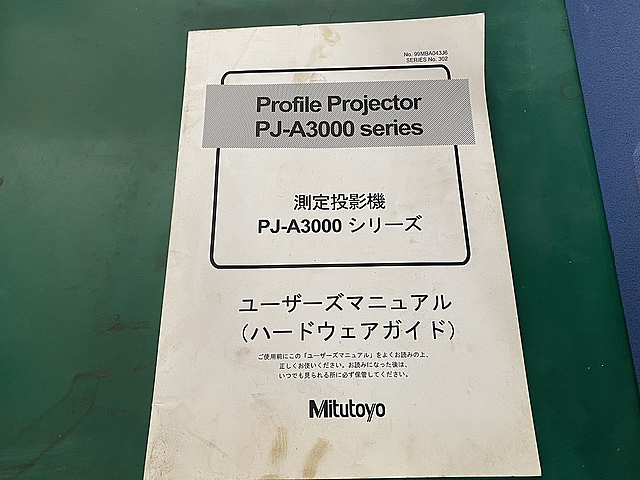 No. 99MBA043J6
SERIES No. 302
Profile Projector
PJ-A3000 series
測定投影機
PJ-A3000 シリーズ
ユーザーズマニュアル
（ハードウェアガイド）
ご使用前にこの「ユーザーズマニュアル」をよくお読みの上、
正しくお使いください。お読みになった後は、
いつでも見られる所に必ず保管してください。
Mitutoyo